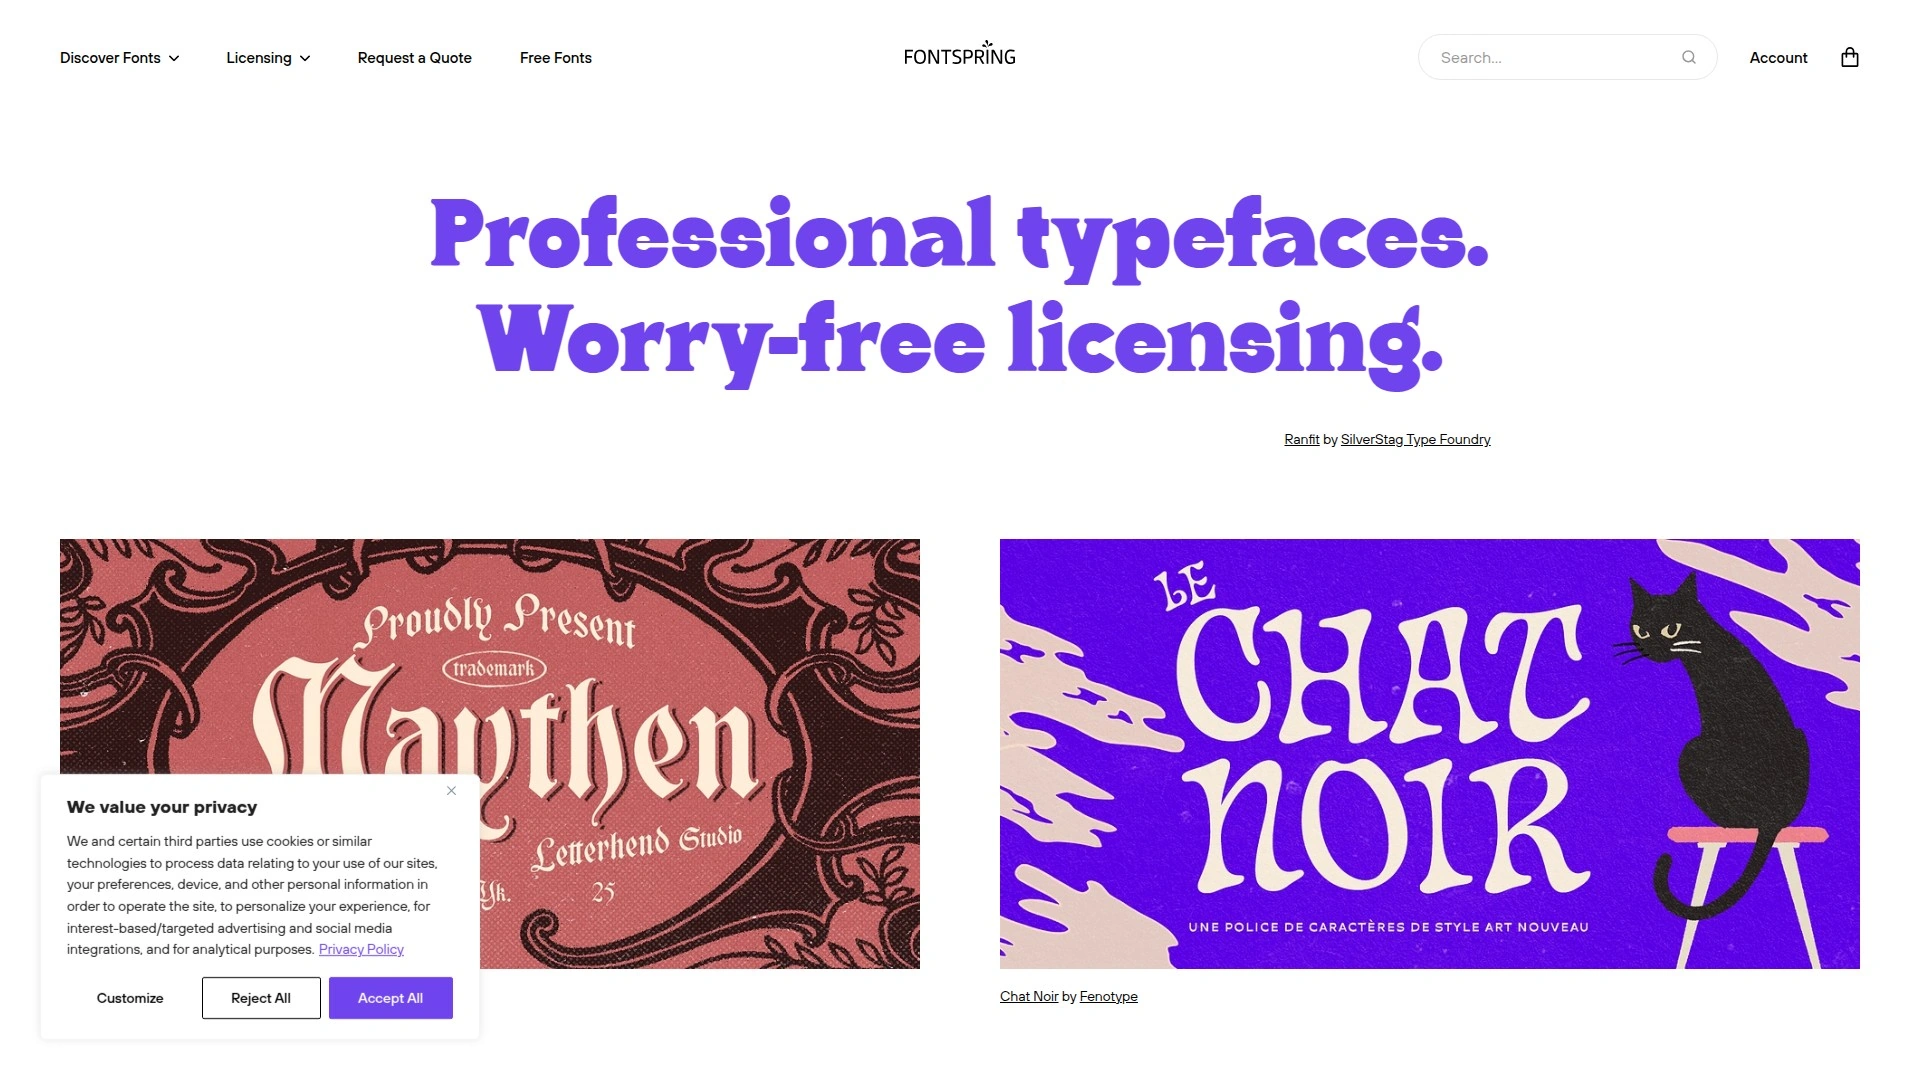 Discover Fonts
Licensing
Request a Quote
Free Fonts
FONTSPRING
Search...
Account
Professional typefaces.
Worry-free licensing.
Ranfit by SilverStag Type Foundry
Proudly Present
trademark
Maythen
Letterhend Studio
Yk.
25
LE
CHAT
NOIR
UNE POLICE DE CARACTÈRES DE STYLE ART NOUVEAU
Chat Noir by Fenotype
We value your privacy
We and certain third parties use cookies or similar
technologies to process data relating to your use of our sites,
your preferences, device, and other personal information in
order to operate the site, to personalize your experience, for
interest-based/targeted advertising and social media
integrations, and for analytical purposes. Privacy Policy
Customize
Reject All
Accept All